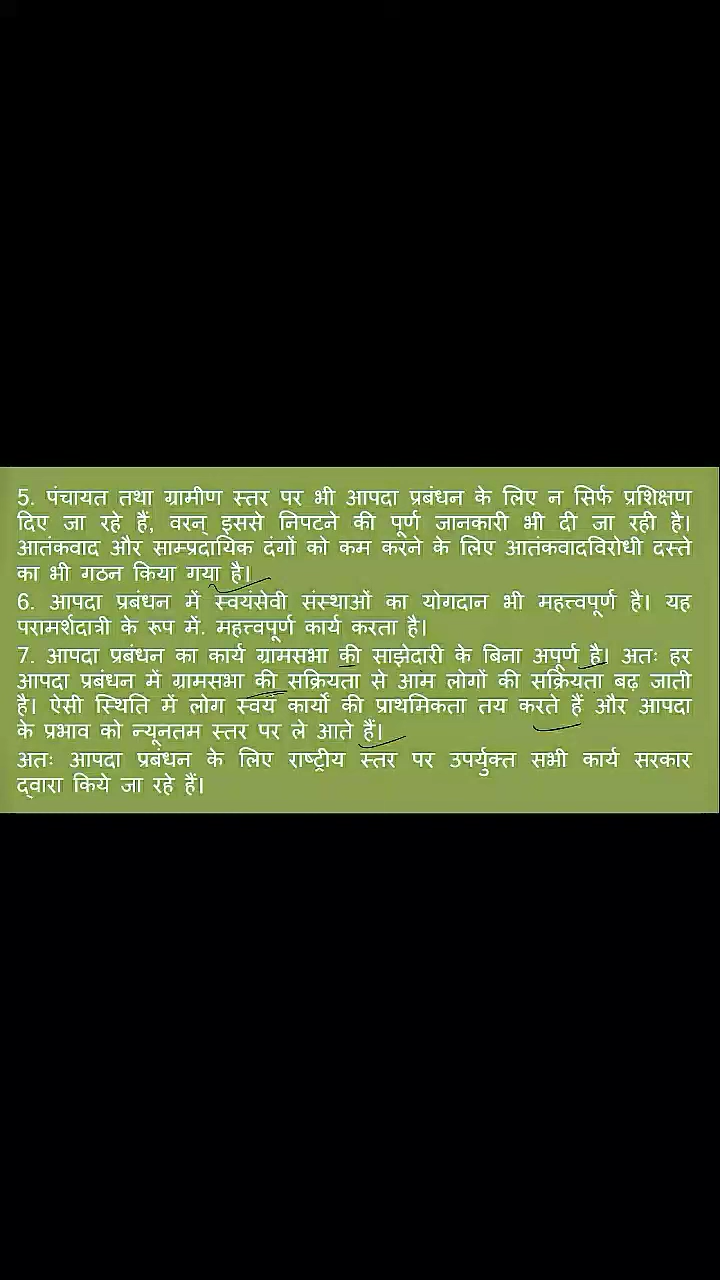 5. पंचायत तथा ग्रामीण स्तर पर भी आपदा प्रबंधन के लिए न सिर्फ प्रशिक्षण
दिए जा रहे हैं, वरन् इससे निपटने की पूर्ण जानकारी भी दी जा रही है।
आतंकवाद और साम्प्रदायिक दंगों को कम करने के लिए आतंकवादविरोधी दस्ते
का भी गठन किया गया है।
6. आपदा प्रबंधन में स्वयंसेवी संस्थाओं का योगदान भी महत्त्वपूर्ण है। यह
परामर्शदात्री के रूप में. महत्त्वपूर्ण कार्य करता है।
7. आपदा प्रबंधन का कार्य ग्रामसभा की साझेदारी के बिना अपूर्ण है। अतः हर
आपदा प्रबंधन में ग्रामसभा की सक्रियता से आम लोगों की सक्रियता बढ़ जाती
है। ऐसी स्थिति में लोग स्वयं कार्यों की प्राथमिकता तय करते हैं और आपदा
के प्रभाव को न्यूनतम स्तर पर ले आते हैं।
अतः आपदा प्रबंधन के लिए राष्ट्रीय स्तर पर उपर्युक्त सभी कार्य सरकार
द्वारा किये जा रहे हैं।